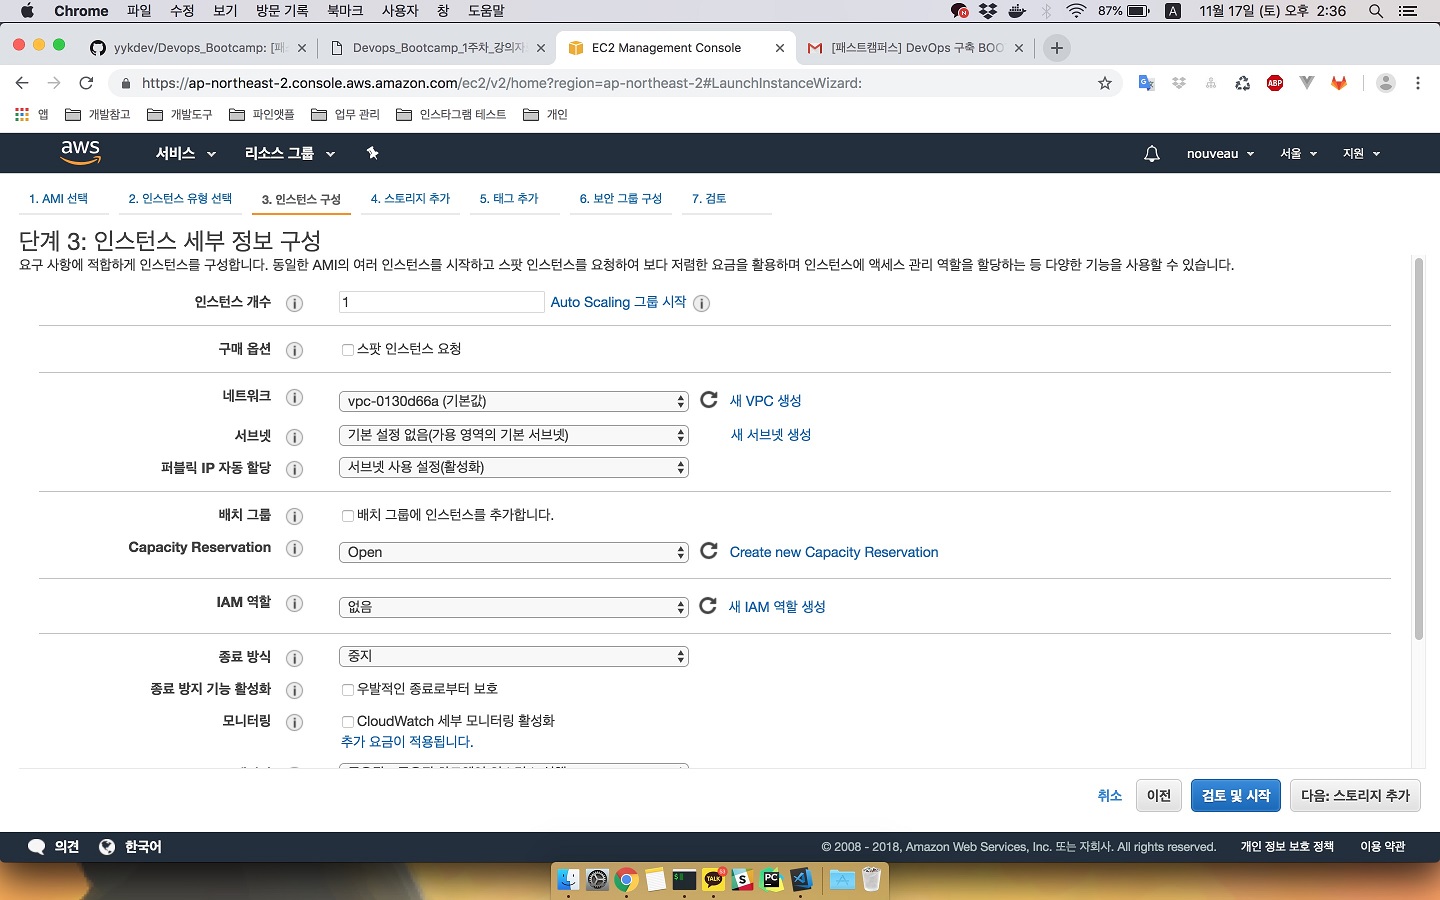 Chrome 파일 수정 보기 방문 기록 북마크 사용자 창 도움말 87% A 11월 17일 (토) 오후 2:36
yykdev/Devops_Bootcamp: [패 Devops_Bootcamp_1주차_강의자 EC2 Management Console [패스트캠퍼스] DevOps 구축 BOO
https://ap-northeast-2.console.aws.amazon.com/ec2/v2/home?region=ap-northeast-2#LaunchInstanceWizard:
앱 개발참고 개발도구 파인앳플 업무 관리 인스타그램 테스트 개인
aws 서비스 리소스 그룹 nouveau 서울 지원
1. AMI 선택 2. 인스턴스 유형 선택 3. 인스턴스 구성 4. 스토리지 추가 5. 태그 추가 6. 보안 그룹 구성 7. 검토
단계 3: 인스턴스 세부 정보 구성
요구 사항에 적합하게 인스턴스를 구성합니다. 동일한 AMI의 여러 인스턴스를 시작하고 스팟 인스턴스를 요청하여 보다 저렴한 요금을 활용하며 인스턴스에 액세스 관리 역할을 할당하는 등 다양한 기능을 사용할 수 있습니다.
인스턴스 개수 1 Auto Scaling 그룹 시작
구매 옵션 스팟 인스턴스 요청
네트워크 vpc-0130d66a (기본값) 새 VPC 생성
서브넷 기본 설정 없음(가용 영역의 기본 서브넷) 새 서브넷 생성
퍼블릭 IP 자동 할당 서브넷 사용 설정(활성화)
배치 그룹 배치 그룹에 인스턴스를 추가합니다.
Capacity Reservation Open Create new Capacity Reservation
IAM 역할 없음 새 IAM 역할 생성
종료 방식 중지
종료 방지 기능 활성화 우발적인 종료로부터 보호
모니터링 CloudWatch 세부 모니터링 활성화
추가 요금이 적용됩니다.
취소 이전 검토 및 시작 다음: 스토리지 추가
의견 한국어 © 2008 - 2018, Amazon Web Services, Inc. 또는 자회사. All rights reserved. 개인 정보 보호 정책 이용 약관
TALK S PC